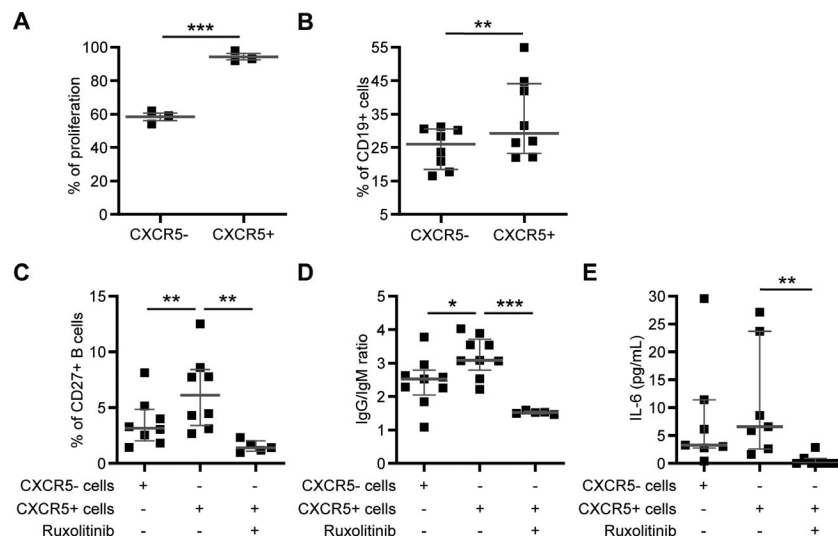 A
***
% of proliferation
100
80
60
40
20
0
CXCR5-
CXCR5+
B
**
% of CD19+ cells
55
45
35
25
15
5
CXCR5-
CXCR5+
C
**
**
% of CD27+ B cells
15
10
5
0
CXCR5- cells + - -
CXCR5+ cells - + +
Ruxolitinib - - +
D
*
***
IgG/IgM ratio
5
4
3
2
1
0
CXCR5- cells + - -
CXCR5+ cells - + +
Ruxolitinib - - +
E
**
IL-6 (pg/mL)
30
25
20
15
10
5
0
CXCR5- cells + - -
CXCR5+ cells - + +
Ruxolitinib - - +